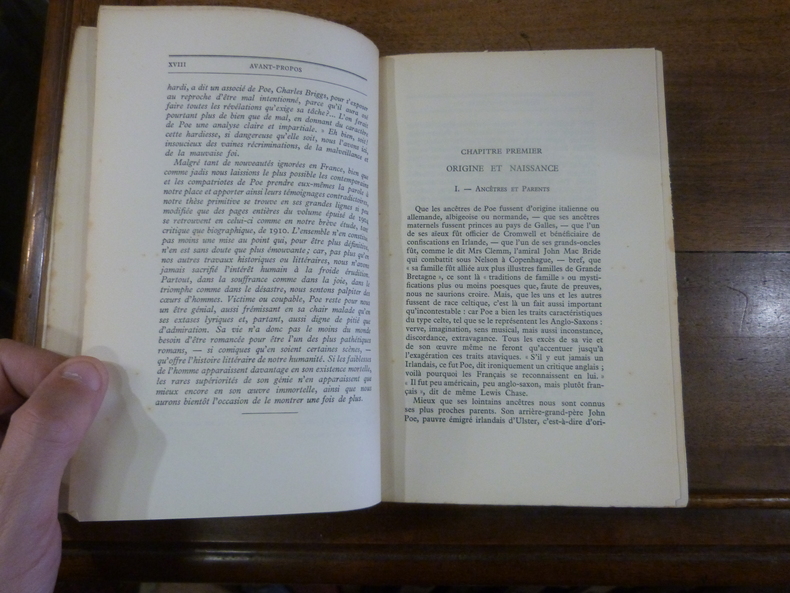 XVIII AVANT-PROPOS
hardi, a dit un associé de Poe, Charles Briggs, pour s'exposer
au reproche d'être mal intentionné, parce qu'il aura osé
faire toutes les révélations qu'exige sa tâche?... L'on ferait
pourtant plus de bien que de mal, en donnant du caractère
de Poe une analyse claire et impartiale. » Eh bien, soit!
cette hardiesse, si dangereuse qu'elle soit, nous l'avons eue,
insoucieux des vaines récriminations, de la malveillance et
de la mauvaise foi.
Malgré tant de nouveautés ignorées en France, bien que
comme jadis nous laissions le plus possible les contemporains
et les compatriotes de Poe prendre eux-mêmes la parole à
notre place et apporter ainsi leurs témoignages contradictoires,
notre thèse primitive se trouve en ses grandes lignes si peu
modifiée que des pages entières du volume épuisé de
se retrouvent en celui-ci comme en notre brève étude,
critique que biographique, de 1910. L'ensemble n'en constitue
pas moins une mise au point qui, pour être plus définitive,
n'en est sans doute que plus émouvante; car, pas plus qu'en
nos autres travaux historiques ou littéraires, nous n'avons
jamais sacrifié l'intérêt humain à la froide érudition.
Partout, dans la souffrance comme dans la joie, dans le
triomphe comme dans le désastre, nous sentons palpiter des
cœurs d'hommes. Victime ou coupable, Poe reste pour nous
un être génial, aussi frémissant en sa chair malade qu'en
ses extases lyriques et, partant, aussi digne de pitié que
d'admiration. Sa vie n'a donc pas le moins du monde
besoin d'être romancée pour être l'un des plus pathétiques
romans, — si comiques qu'en soient certaines scènes, —
qu'offre l'histoire littéraire de notre humanité. Si les faiblesses
de l'homme apparaissent davantage en son existence mortelle,
les rares supériorités de son génie n'en apparaissent que
mieux encore en son œuvre immortelle, ainsi que nous
aurons bientôt l'occasion de le montrer une fois de plus.
CHAPITRE PREMIER
ORIGINE ET NAISSANCE
I. — Ancêtres et Parents
Que les ancêtres de Poe fussent d'origine italienne ou
allemande, albigeoise ou normande, — que ses ancêtres
maternels fussent princes au pays de Galles, — que l'un
de ses aleux fût officier de Cromwell et bénéficiaire de
confiscations en Irlande, — que l'un de ses grands-oncles
fût, comme le dit Mrs Clemm, l'amiral John Mac Bride
qui combattit sous Nelson à Copenhague, — bref, que
« sa famille fût alliée aux plus illustres familles de Grande
Bretagne », ce sont là « traditions de famille » ou mysti-
fications plus ou moins poesques que, faute de preuves,
nous ne saurions croire. Mais, que les uns et les autres
fussent de race celtique, c'est là un fait aussi important
qu'incontestable : car Poe a bien les traits caractéristiques
du type celte, tel que se le représentent les Anglo-Saxons :
verve, imagination, sens musical, mais aussi inconstance,
discordance, extravagance. Tous les excès de sa vie et
de son œuvre même ne feront qu'accentuer jusqu'à
l'exagération ces traits ataviques. « S'il y eut jamais un
Irlandais, ce fut Poe, dit ironiquement un critique anglais ;
voilà pourquoi les Français se reconnaissent en lui. »
« Il fut peu américain, peu anglo-saxon, mais plutôt fran-
çais », dit de même Lewis Chase.
Mieux que ses lointains ancêtres nous sont connus
ses plus proches parents. Son arrière-grand-père John
Poe, pauvre émigré irlandais d'Ulster, c'est-à-dire d'ori-